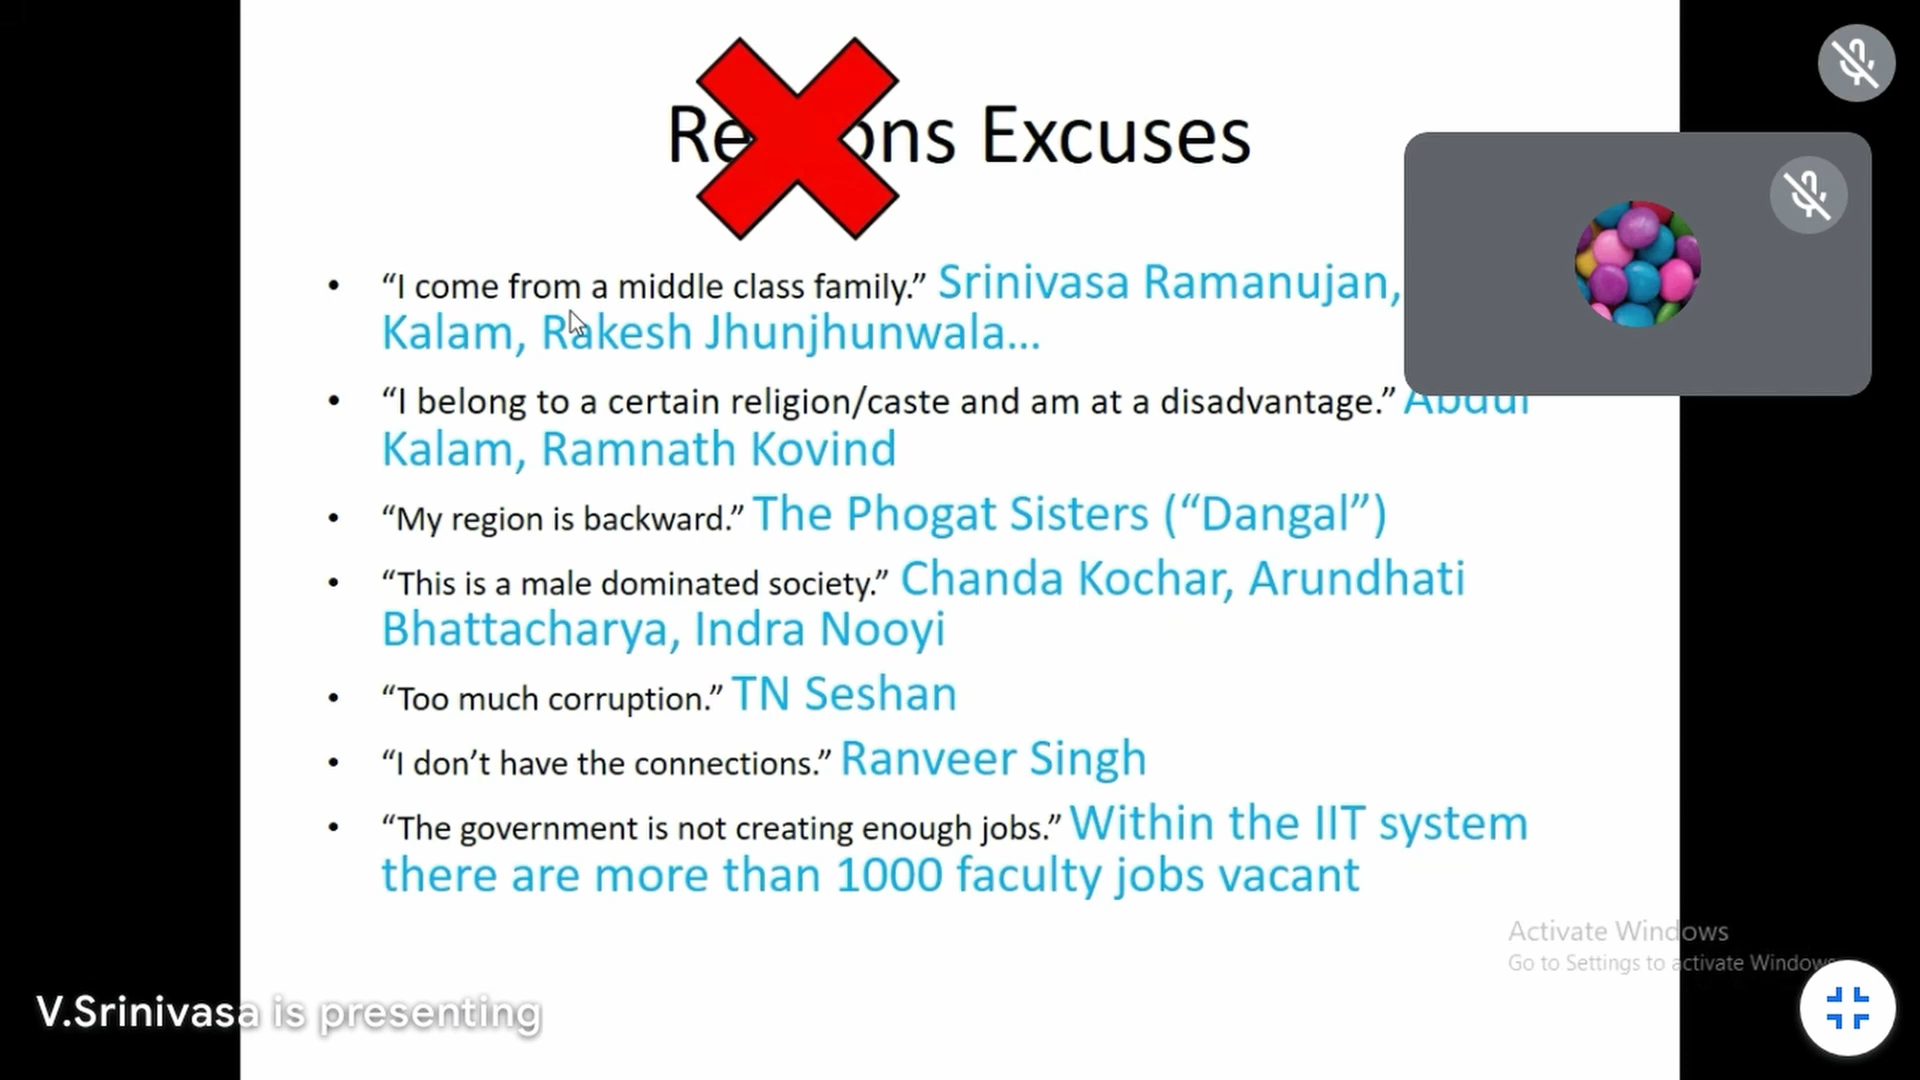 Re ons Excuses
• “I come from a middle class family.” Srinivasa Ramanujan,
Kalam, Rakesh Jhunjhunwala...
• “I belong to a certain religion/caste and am at a disadvantage.” Abdul
Kalam, Ramnath Kovind
• “My region is backward.” The Phogat Sisters (“Dangal”)
• “This is a male dominated society.” Chanda Kochar, Arundhati
Bhattacharya, Indra Nooyi
• “Too much corruption.” TN Seshan
• “I don’t have the connections.” Ranveer Singh
• “The government is not creating enough jobs.” Within the IIT system
there are more than 1000 faculty jobs vacant
Activate Windows
Go to Settings to activate Windows
V.Srinivasa is presenting